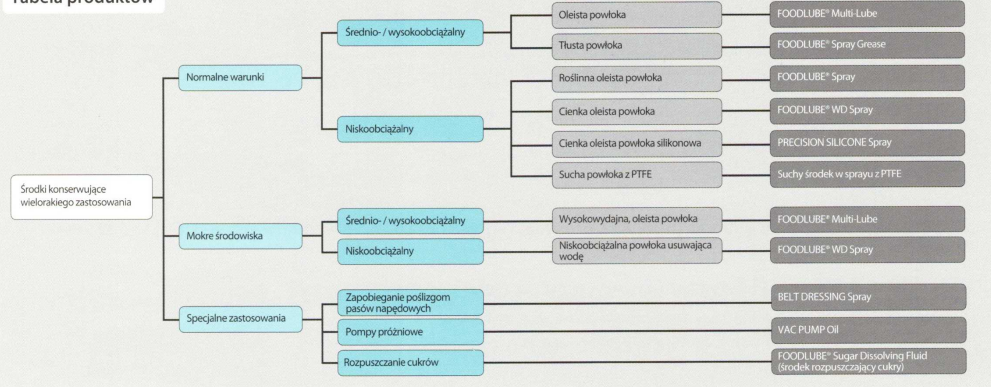 Tabela produktów
Oleista powłoka
FOODLUBE® Multi-Lube
Średnio- / wysokoobciążalny
Tłusta powłoka
FOODLUBE® Spray Grease
Normalne warunki
Roślinna oleista powłoka
FOODLUBE® Spray
Cienka oleista powłoka
FOODLUBE® WD Spray
Niskoobciążalny
Cienka oleista powłoka silikonowa
PRECISION SILICONE Spray
Sucha powłoka z PTFE
Suchy środek w sprayu z PTFE
Środki konserwujące
wielorakiego zastosowania
Mokre środowiska
Średnio- / wysokoobciążalny
Wysokowydajna, oleista powłoka
FOODLUBE® Multi-Lube
Niskoobciążalny
Niskoobciążalna powłoka usuwająca
wodę
FOODLUBE® WD Spray
Specjalne zastosowania
Zapobieganie poślizgom
pasów napędowych
BELT DRESSING Spray
Pompy próżniowe
VAC PUMP Oil
Rozpuszczanie cukrów
FOODLUBE® Sugar Dissolving Fluid
(środek rozpuszczający cukry)